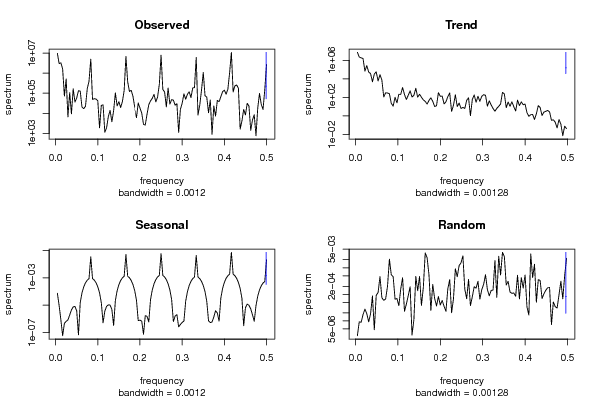 Observed
spectrum
1e+03 1e+05 1e+07
0.0 0.1 0.2 0.3 0.4 0.5
frequency
bandwidth = 0.0012
Trend
spectrum
1e-02 1e+02 1e+06
0.0 0.1 0.2 0.3 0.4 0.5
frequency
bandwidth = 0.00128
Seasonal
spectrum
1e-07 1e-03
0.0 0.1 0.2 0.3 0.4 0.5
frequency
bandwidth = 0.0012
Random
spectrum
5e-06 2e-04 5e-03
0.0 0.1 0.2 0.3 0.4 0.5
frequency
bandwidth = 0.00128